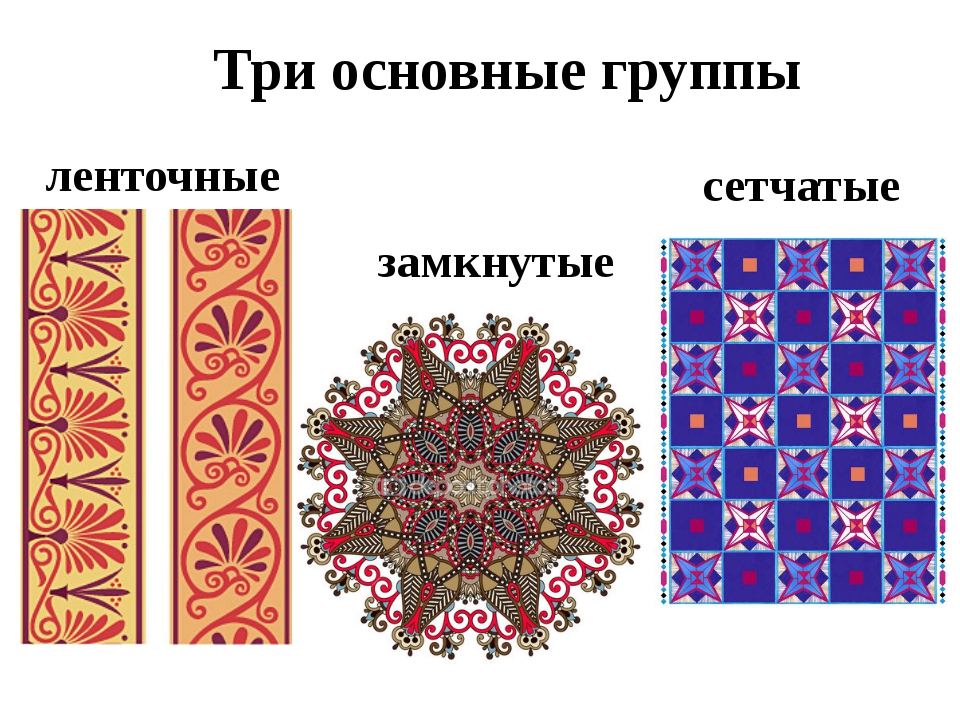 Три основные группы
ленточные
сетчатые
замкнутые